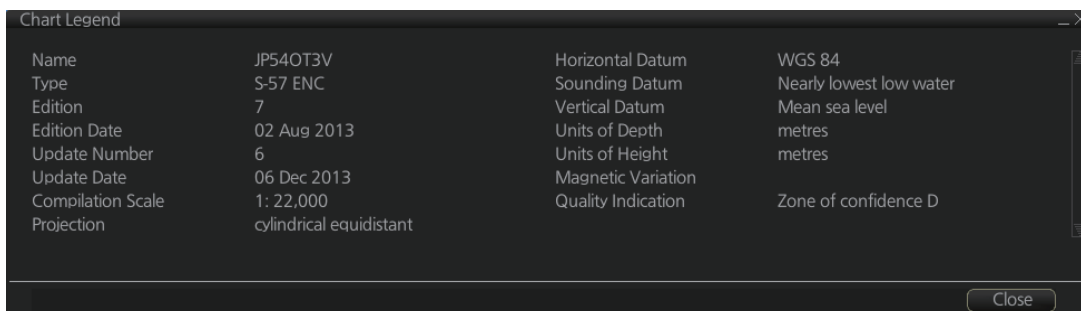 Chart Legend
Name JP54OT3V Horizontal Datum WGS 84
Type S-57 ENC Sounding Datum Nearly lowest low water
Edition 7 Vertical Datum Mean sea level
Edition Date 02 Aug 2013 Units of Depth metres
Update Number 6 Units of Height metres
Update Date 06 Dec 2013 Magnetic Variation
Compilation Scale 1: 22,000 Quality Indication Zone of confidence D
Projection cylindrical equidistant
Close